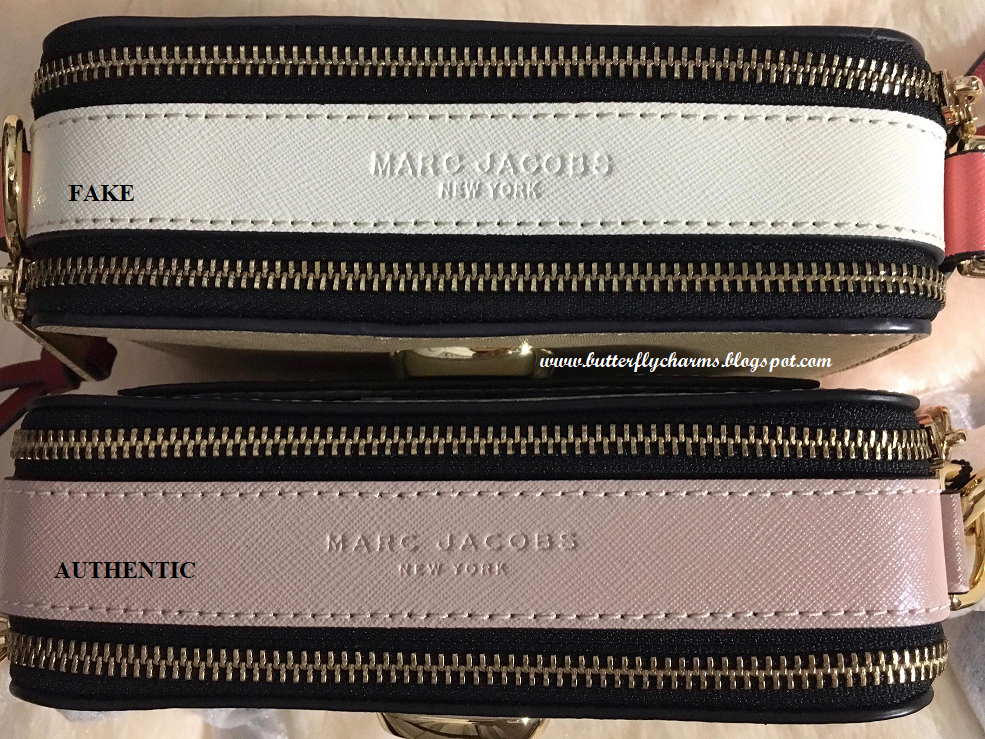 MARC JACOBS
NEW YORK
FAKE
www.butterflycharms.blogspot.com
MARC JACOBS
NEW YORK
AUTHENTIC